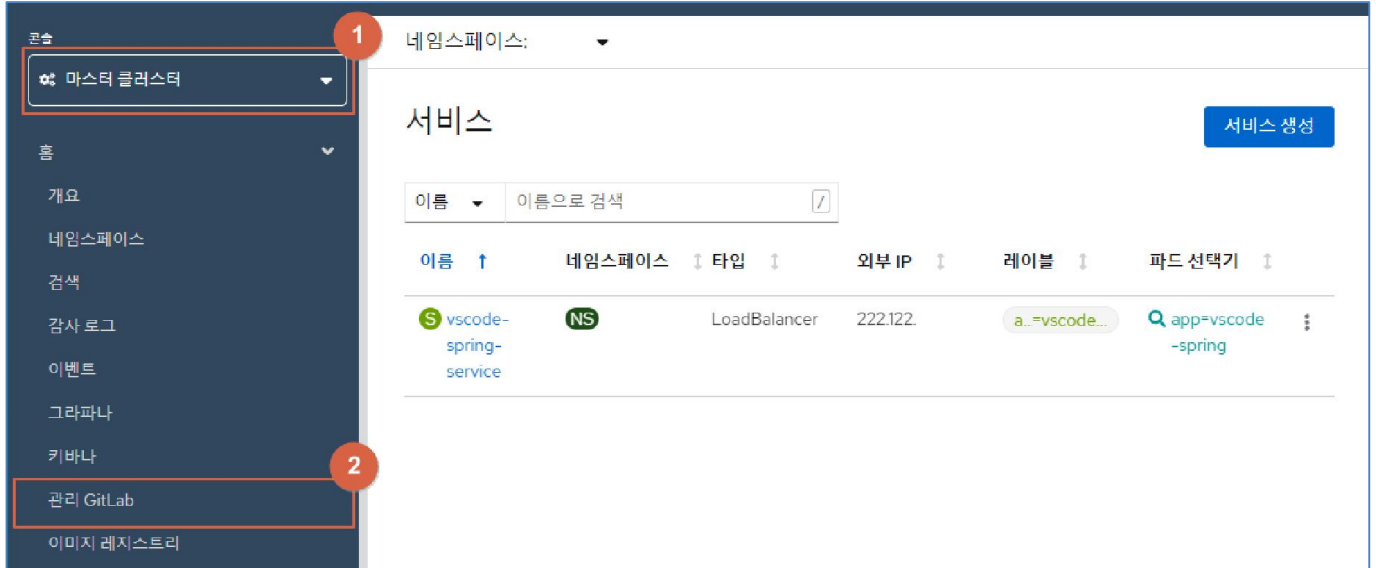 콘솔
1
마스터 클러스터
홈
개요
네임스페이스
검색
감사 로그
이벤트
그라파나
키바나
2
관리 GitLab
이미지 레지스트리
네임스페이스:
서비스
서비스 생성
이름
이름으로 검색
/
이름 네임스페이스 타입 외부 IP 레이블 파드 선택기
S vscode- NS LoadBalancer 222.122. a..=vscode... app=vscode
spring- -spring
service